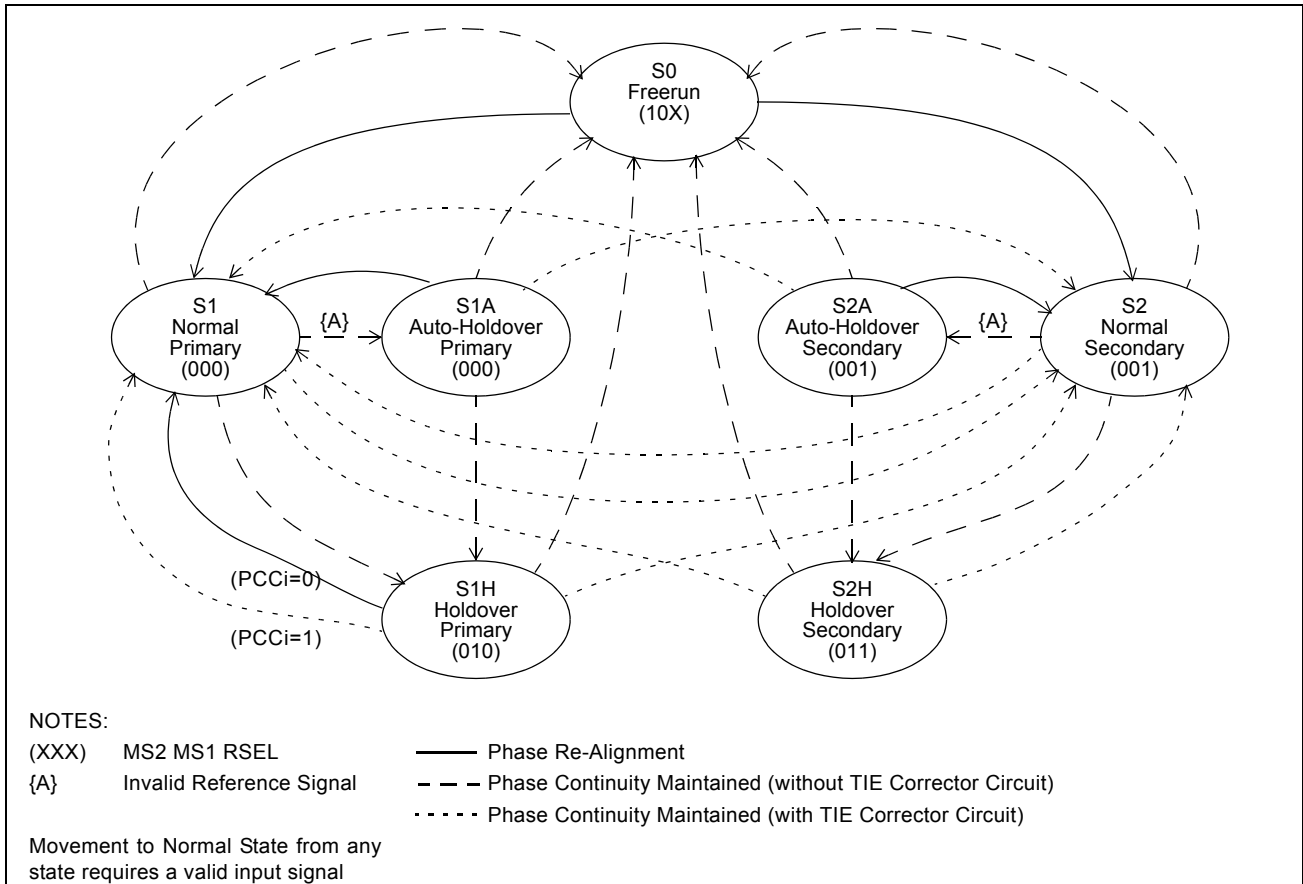 S0
Freerun
(10X)
S1
Normal
Primary
(000)
{A}
S1A
Auto-Holdover
Primary
(000)
S2A
Auto-Holdover
Secondary
(001)
{A}
S2
Normal
Secondary
(001)
(PCCi=0)
(PCCi=1)
S1H
Holdover
Primary
(010)
S2H
Holdover
Secondary
(011)
NOTES:
(XXX) MS2 MS1 RSEL
{A} Invalid Reference Signal
Phase Re-Alignment
Phase Continuity Maintained (without TIE Corrector Circuit)
Phase Continuity Maintained (with TIE Corrector Circuit)
Movement to Normal State from any
state requires a valid input signal